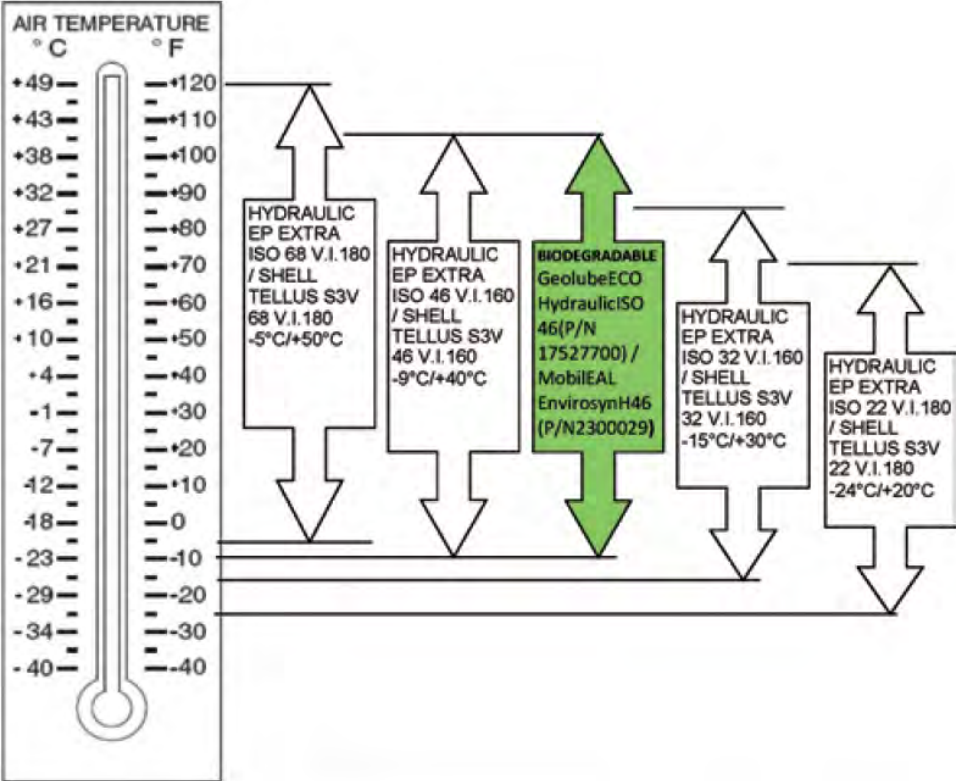 AIR TEMPERATURE
° C ° F
+49 +120
+43 +110
+38 +100
+32 +90
+27 +80
+21 +70
+16 +60
+10 +50
+4 +40
-1 +30
-7 +20
-12 +10
-18 0
-23 -10
-29 -20
-34 -30
-40 -40
HYDRAULIC
EP EXTRA
ISO 68 V.I.180
/ SHELL
TELLUS S3V
68 V.I.180
-5°C/+50°C
HYDRAULIC
EP EXTRA
ISO 46 V.I.160
/ SHELL
TELLUS S3V
46 V.I.160
-9°C/+40°C
BIODEGRADABLE
GeolubeECO
HydraulicISO
46(P/N
17527700) /
MobilEAL
EnvirosynH46
(P/N2300029)
HYDRAULIC
EP EXTRA
ISO 32 V.I.160
/ SHELL
TELLUS S3V
32 V.I.160
-15°C/+30°C
HYDRAULIC
EP EXTRA
ISO 22 V.I.180
/ SHELL
TELLUS S3V
22 V.I.180
-24°C/+20°C